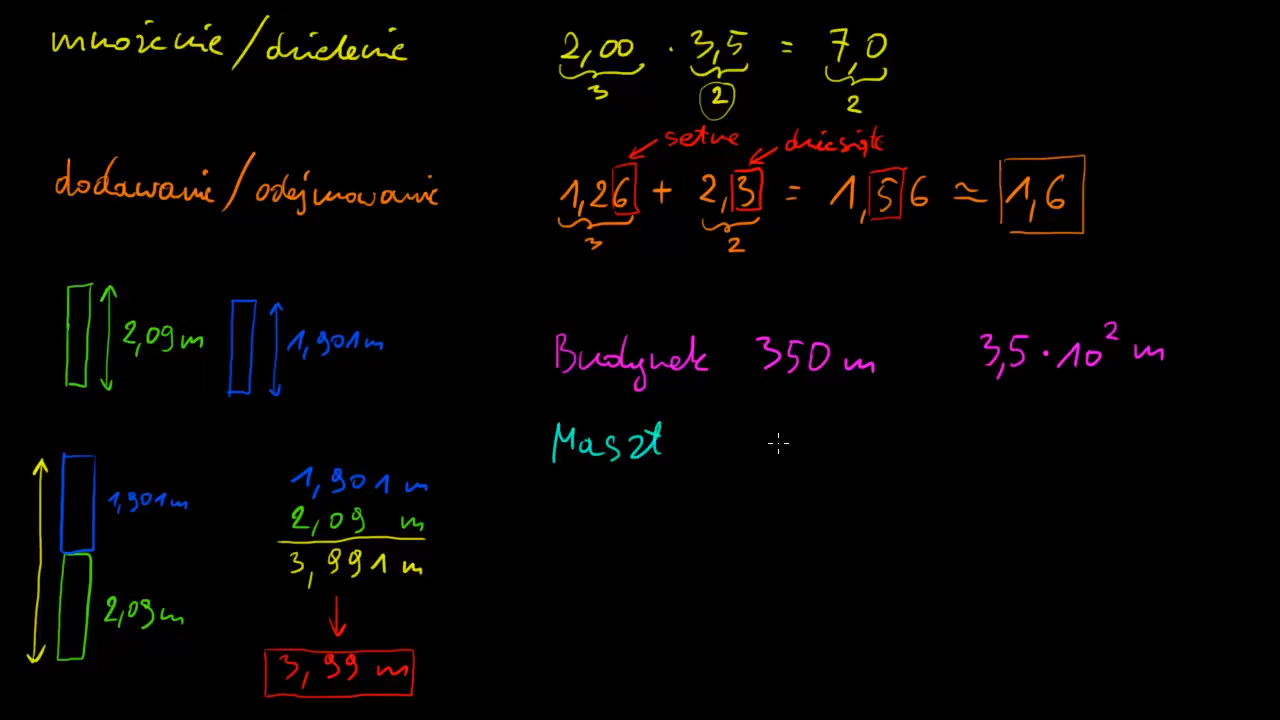 mnożenie / dzielenie
2,00 · 3,5 = 7,0
3 2 2
setne dziesiąte
dodawanie / odejmowanie
1,26 + 2,3 = 1,56 ≃ 1,6
3 2
2,09 m
1,901 m
Budynek 350 m 3,5 · 10² m
Maszt
1,901 m
2,09 m
1,901 m
2,09 m
3,991 m
3,99 m